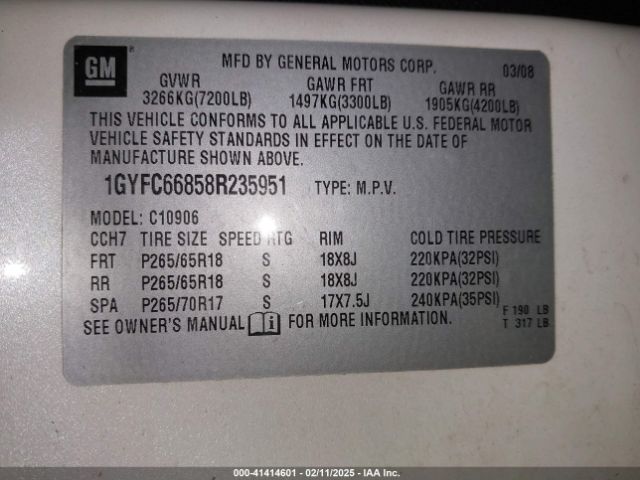 GM
®
MFD BY GENERAL MOTORS CORP. 03/08
GVWR GAWR FRT GAWR RR
3266KG(7200LB) 1497KG(3300LB) 1905KG(4200LB)
THIS VEHICLE CONFORMS TO ALL APPLICABLE U.S. FEDERAL MOTOR
VEHICLE SAFETY STANDARDS IN EFFECT ON THE DATE OF
MANUFACTURE SHOWN ABOVE.
1GYFC66858R235951 TYPE: M.P.V.
MODEL: C10906
CCH7 TIRE SIZE SPEED RTG RIM COLD TIRE PRESSURE
FRT P265/65R18 S 18X8J 220KPA(32PSI)
RR P265/65R18 S 18X8J 220KPA(32PSI)
SPA P265/70R17 S 17X7.5J 240KPA(35PSI)
F 190 LB
T 317 LB
SEE OWNER'S MANUAL i FOR MORE INFORMATION.
000-41414601 - 02/11/2025 - IAA Inc.